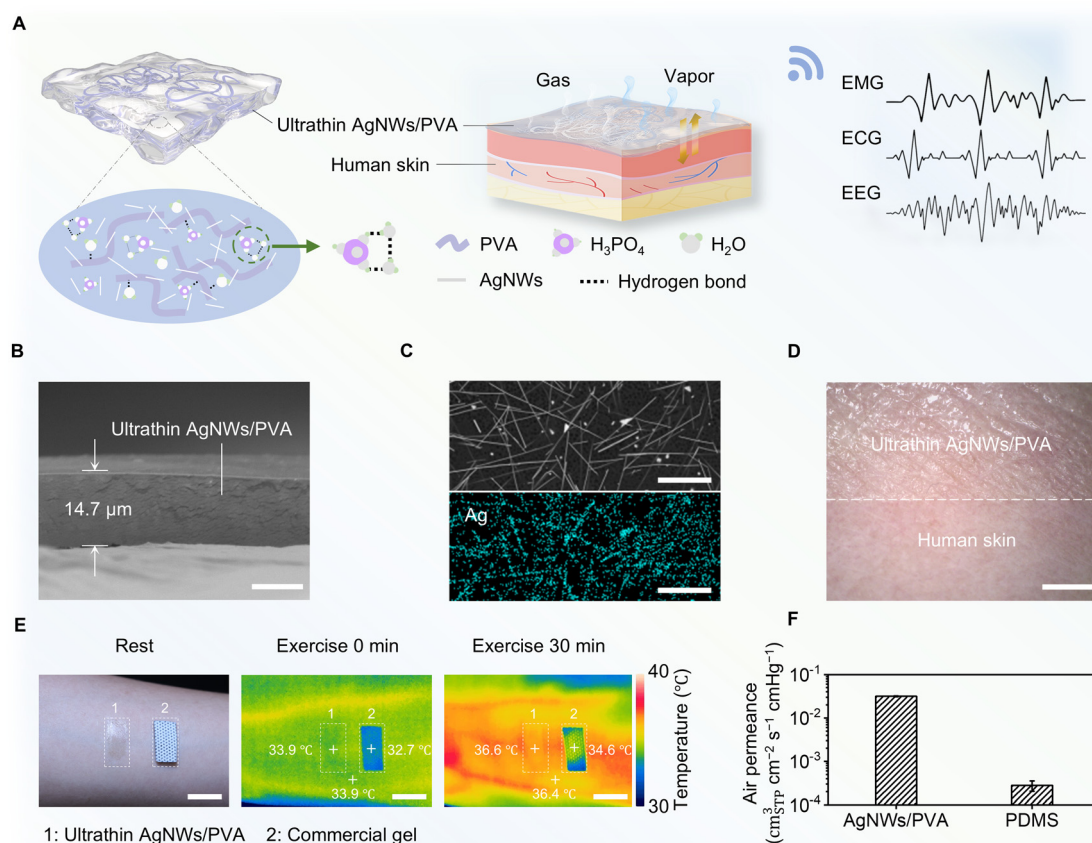 A
Gas
Vapor
Ultrathin AgNWs/PVA
Human skin
EMG
ECG
EEG
PVA
H₃PO₄
H₂O
AgNWs
Hydrogen bond
B
Ultrathin AgNWs/PVA
14.7 μm
C
Ag
D
Ultrathin AgNWs/PVA
Human skin
E
Rest
Exercise 0 min
Exercise 30 min
1
2
1
2
33.9 °C
32.7 °C
33.9 °C
1
2
36.6 °C
34.6 °C
36.4 °C
40
30
Temperature (°C)
1: Ultrathin AgNWs/PVA 2: Commercial gel
F
Air permeance
(cm³STP cm⁻² s⁻¹ cmHg⁻¹)
10⁻¹
10⁻²
10⁻³
10⁻⁴
AgNWs/PVA
PDMS